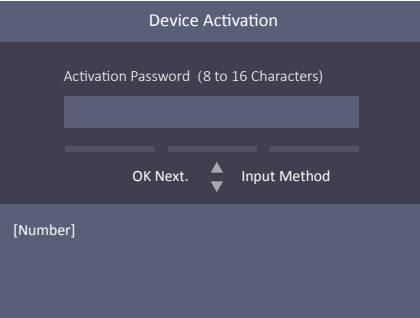 Device Activation
Activation Password (8 to 16 Characters)
OK Next. Input Method
[Number]